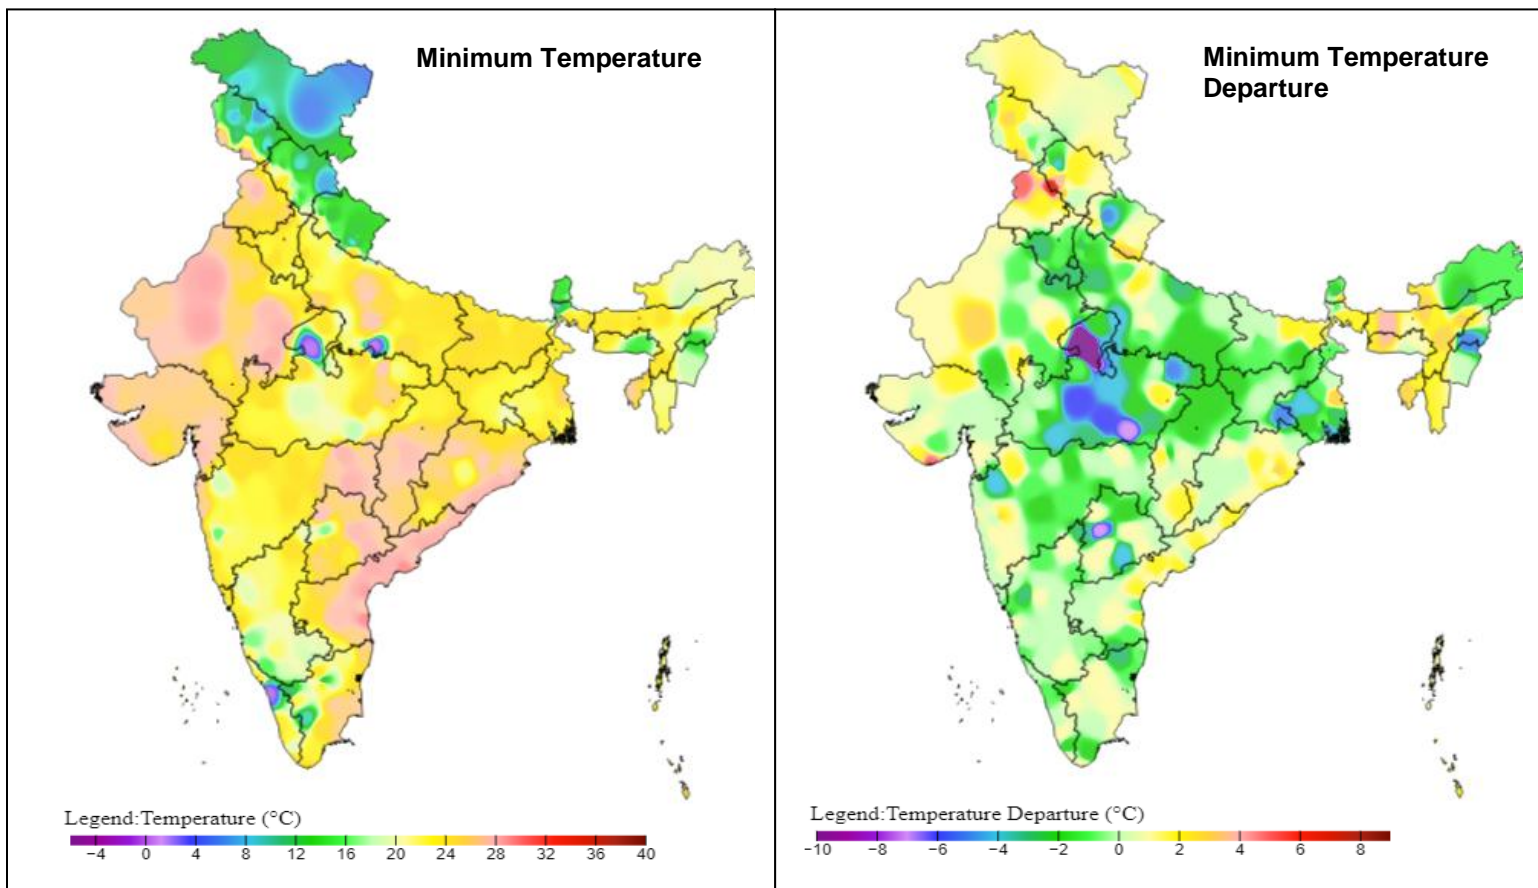 Minimum Temperature
Legend:Temperature (°C)
−4 0 4 8 12 16 20 24 28 32 36 40
Minimum Temperature
Departure
Legend:Temperature Departure (°C)
−10 −8 −6 −4 −2 0 2 4 6 8